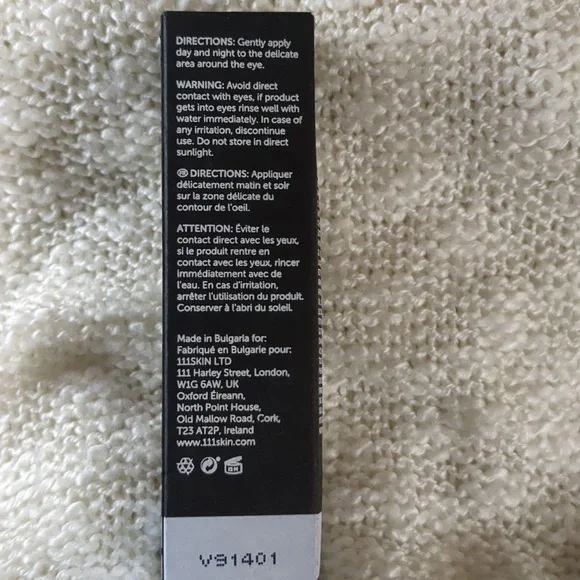 DIRECTIONS: Gently apply
day and night to the delicate
area around the eye.
WARNING: Avoid direct
contact with eyes, if product
gets into eyes rinse well with
water immediately. In case of
any irritation, discontinue
use. Do not store in direct
sunlight.
FR DIRECTIONS: Appliquer
délicatement matin et soir
sur la zone délicate du
contour de l'oeil.
ATTENTION: Éviter le
contact direct avec les yeux,
si le produit rentre en
contact avec les yeux, rincer
immédiatement avec de
l'eau. En cas d'irritation,
arrêter l'utilisation du produit.
Conserver à l'abri du soleil.
Made in Bulgaria for:
Fabriqué en Bulgarie pour:
111SKIN LTD
111 Harley Street, London,
W1G 6AW, UK
Oxford Éireann,
North Point House,
Old Mallow Road, Cork,
T23 AT2P, Ireland
www.111skin.com
V91401